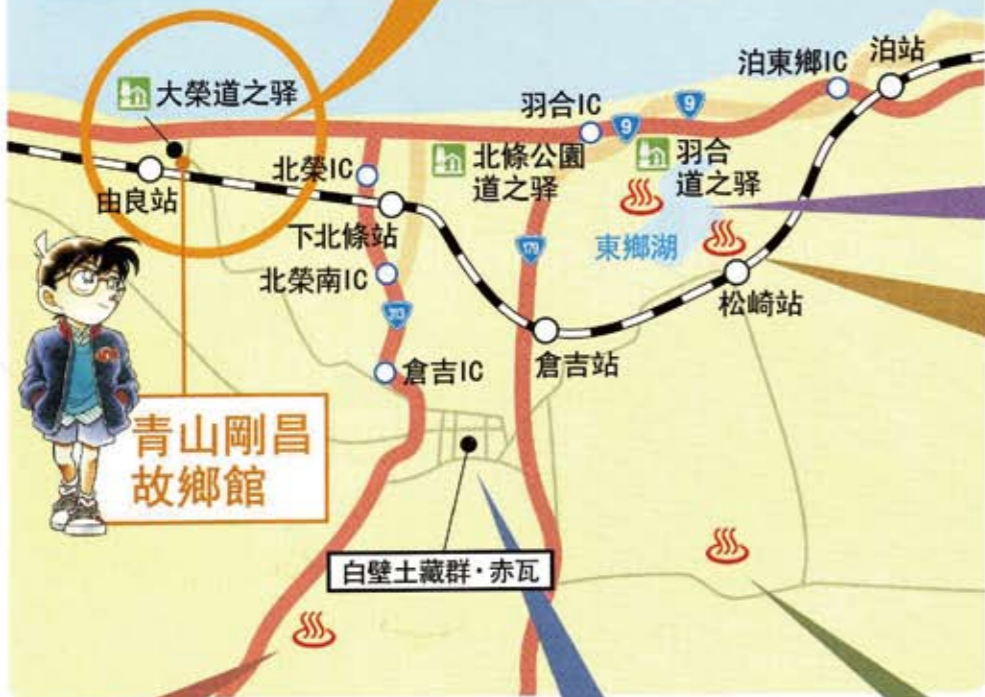 泊站
泊東鄉IC
大榮道之驿
羽合IC
9
9
北條公園
道之驿
羽合
道之驿
北榮IC
由良站
下北條站
179
東鄉湖
北榮南IC
松崎站
313
倉吉站
倉吉IC
青山剛昌
故鄉館
白壁土藏群·赤瓦